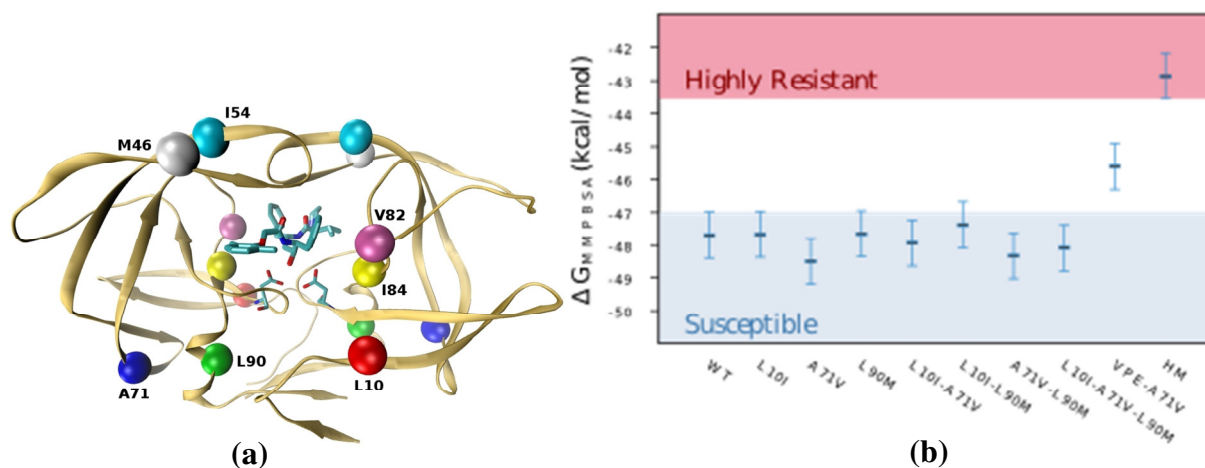 I54
M46
V82
I84
L90
L10
A71
(a)
ΔG MMPBSA (kcal/mol)
-42
-43
-44
-45
-46
-47
-48
-49
-50
Highly Resistant
Susceptible
WT
L10I
A71V
L90M
L10I-A71V
L10I-L90M
A71V-L90M
L10I-A71V-L90M
VPE-A71V
HM
(b)